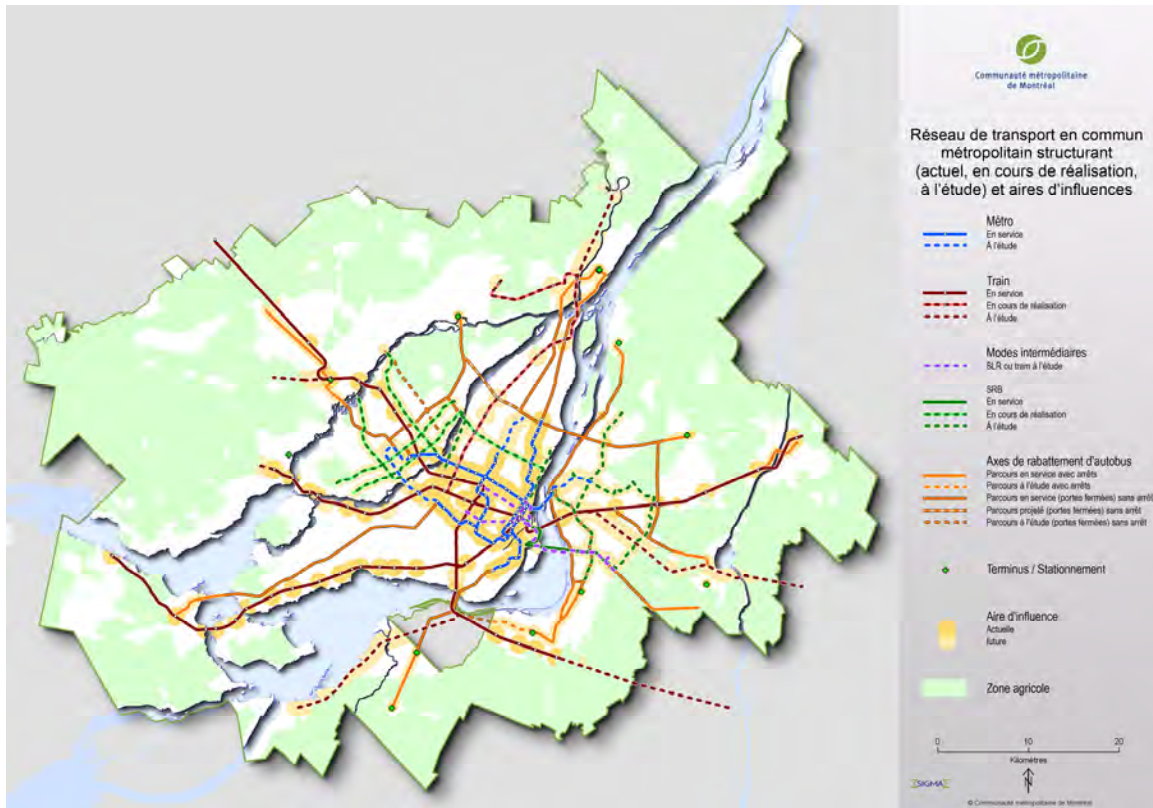 Communauté métropolitaine
de Montréal
Réseau de transport en commun
métropolitain structurant
(actuel, en cours de réalisation,
à l'étude) et aires d'influences
Métro
En service
À l'étude
Train
En service
En cours de réalisation
À l'étude
Modes intermédiaires
BLR ou tram à l'étude
SRB
En service
En cours de réalisation
À l'étude
Axes de rabattement d'autobus
Parcours en service avec arrêts
Parcours à l'étude avec arrêts
Parcours en service (portes fermées) sans arrêt
Parcours projeté (portes fermées) sans arrêt
Parcours à l'étude (portes fermées) sans arrêt
Terminus / Stationnement
Aire d'influence
Actuelle
future
Zone agricole
0 10 20
Kilomètres
N
SIGMA
© Communauté métropolitaine de Montréal